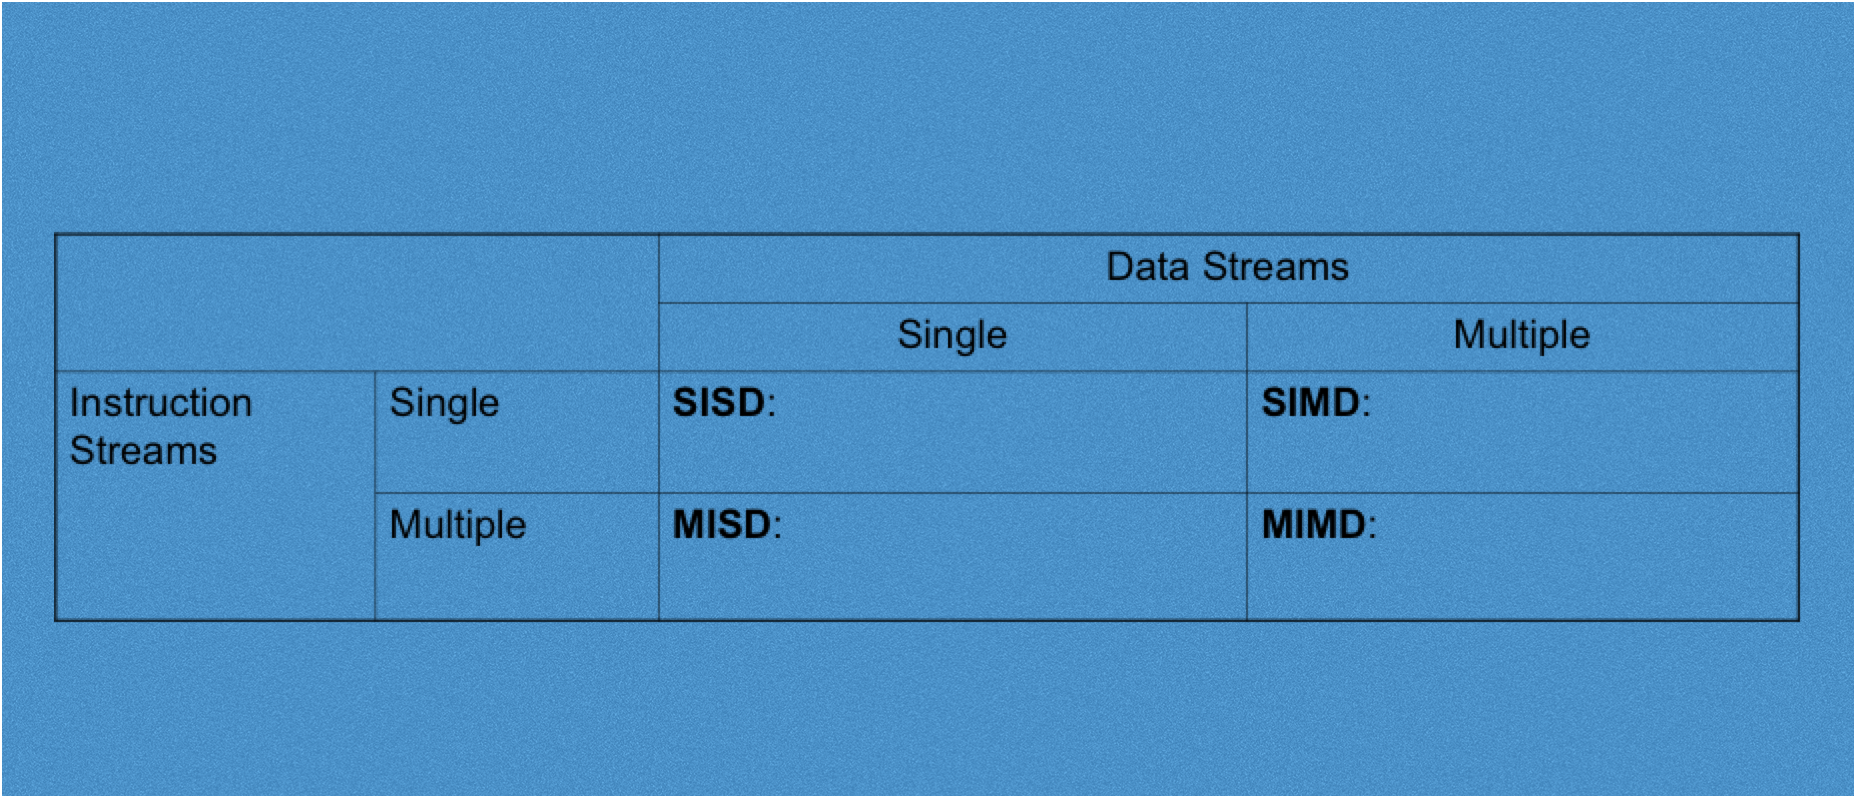 Data Streams
Single
Multiple
Instruction
Streams
Single
SISD:
SIMD:
Multiple
MISD:
MIMD: